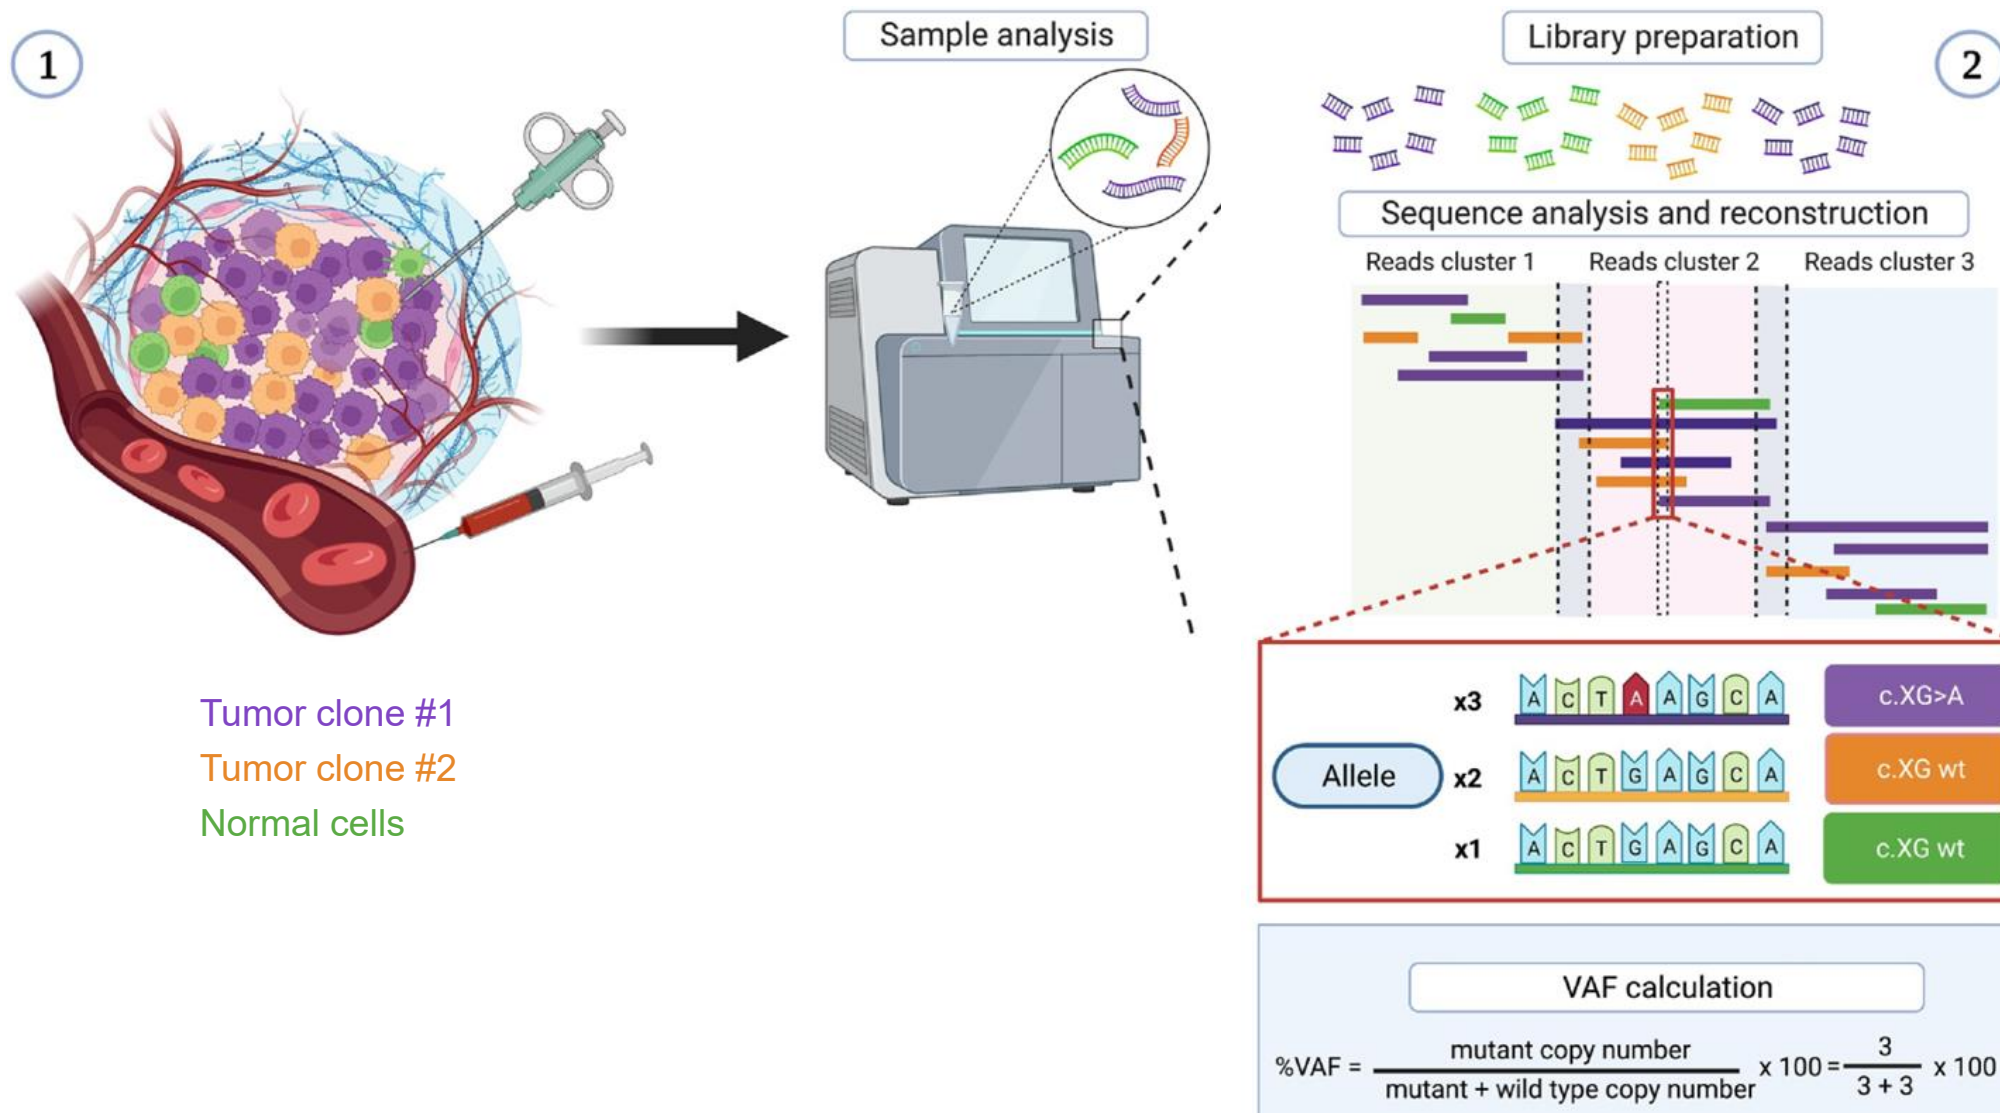 1
Sample analysis
Library preparation
2
Sequence analysis and reconstruction
Reads cluster 1 Reads cluster 2 Reads cluster 3
Tumor clone #1
Tumor clone #2
Normal cells
Allele
x3 A C T A A G C A c.XG>A
x2 A C T G A G C A c.XG wt
x1 A C T G A G C A c.XG wt
VAF calculation
%VAF = mutant copy number / mutant + wild type copy number x 100 = 3 / 3 + 3 x 100